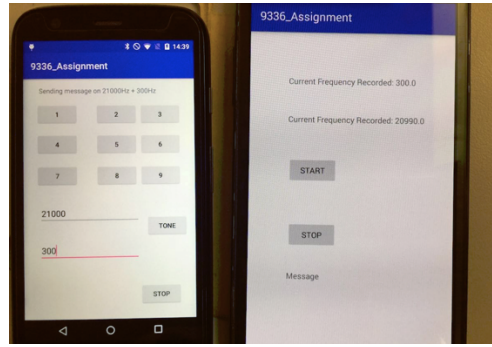 14:39
9336_Assignment
Sending message on 21000Hz + 300Hz
1 2 3
4 5 6
7 8 9
21000
TONE
300
STOP
9336_Assignment
Current Frequency Recorded: 300.0
Current Frequency Recorded: 20990.0
START
STOP
Message